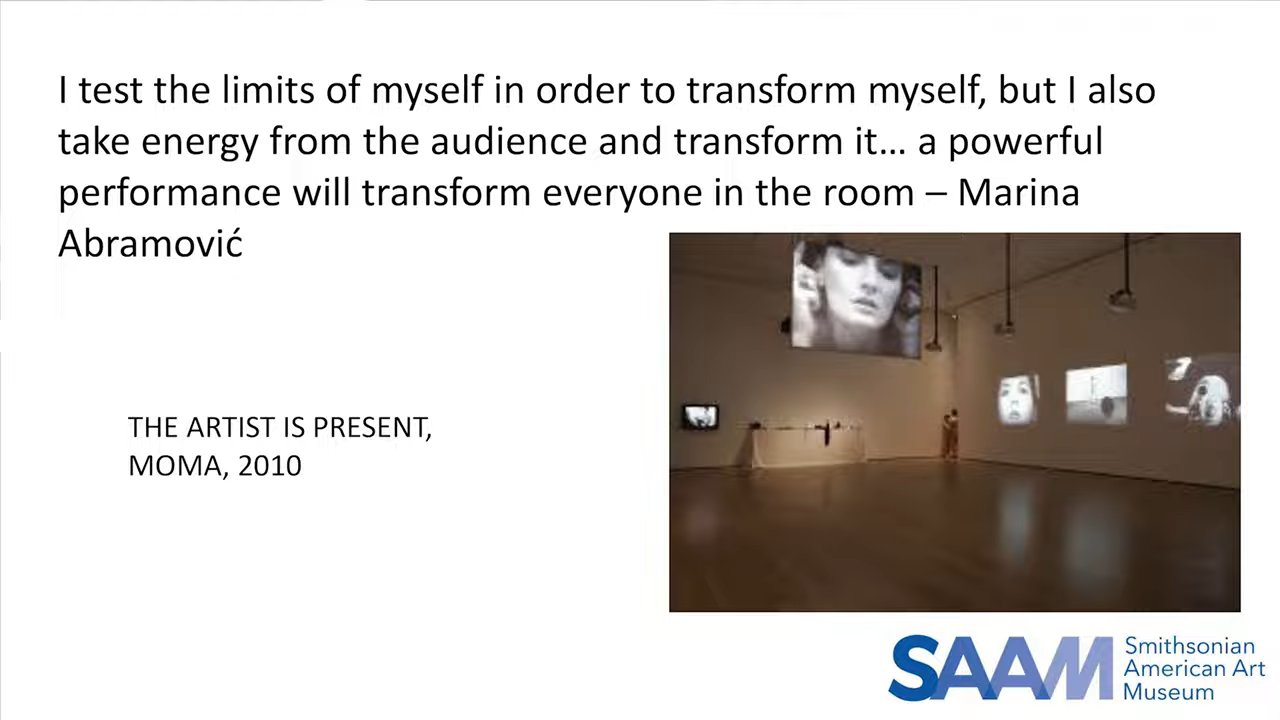 I test the limits of myself in order to transform myself, but I also
take energy from the audience and transform it… a powerful
performance will transform everyone in the room – Marina
Abramović
THE ARTIST IS PRESENT,
MOMA, 2010
SAAM
Smithsonian
American Art
Museum